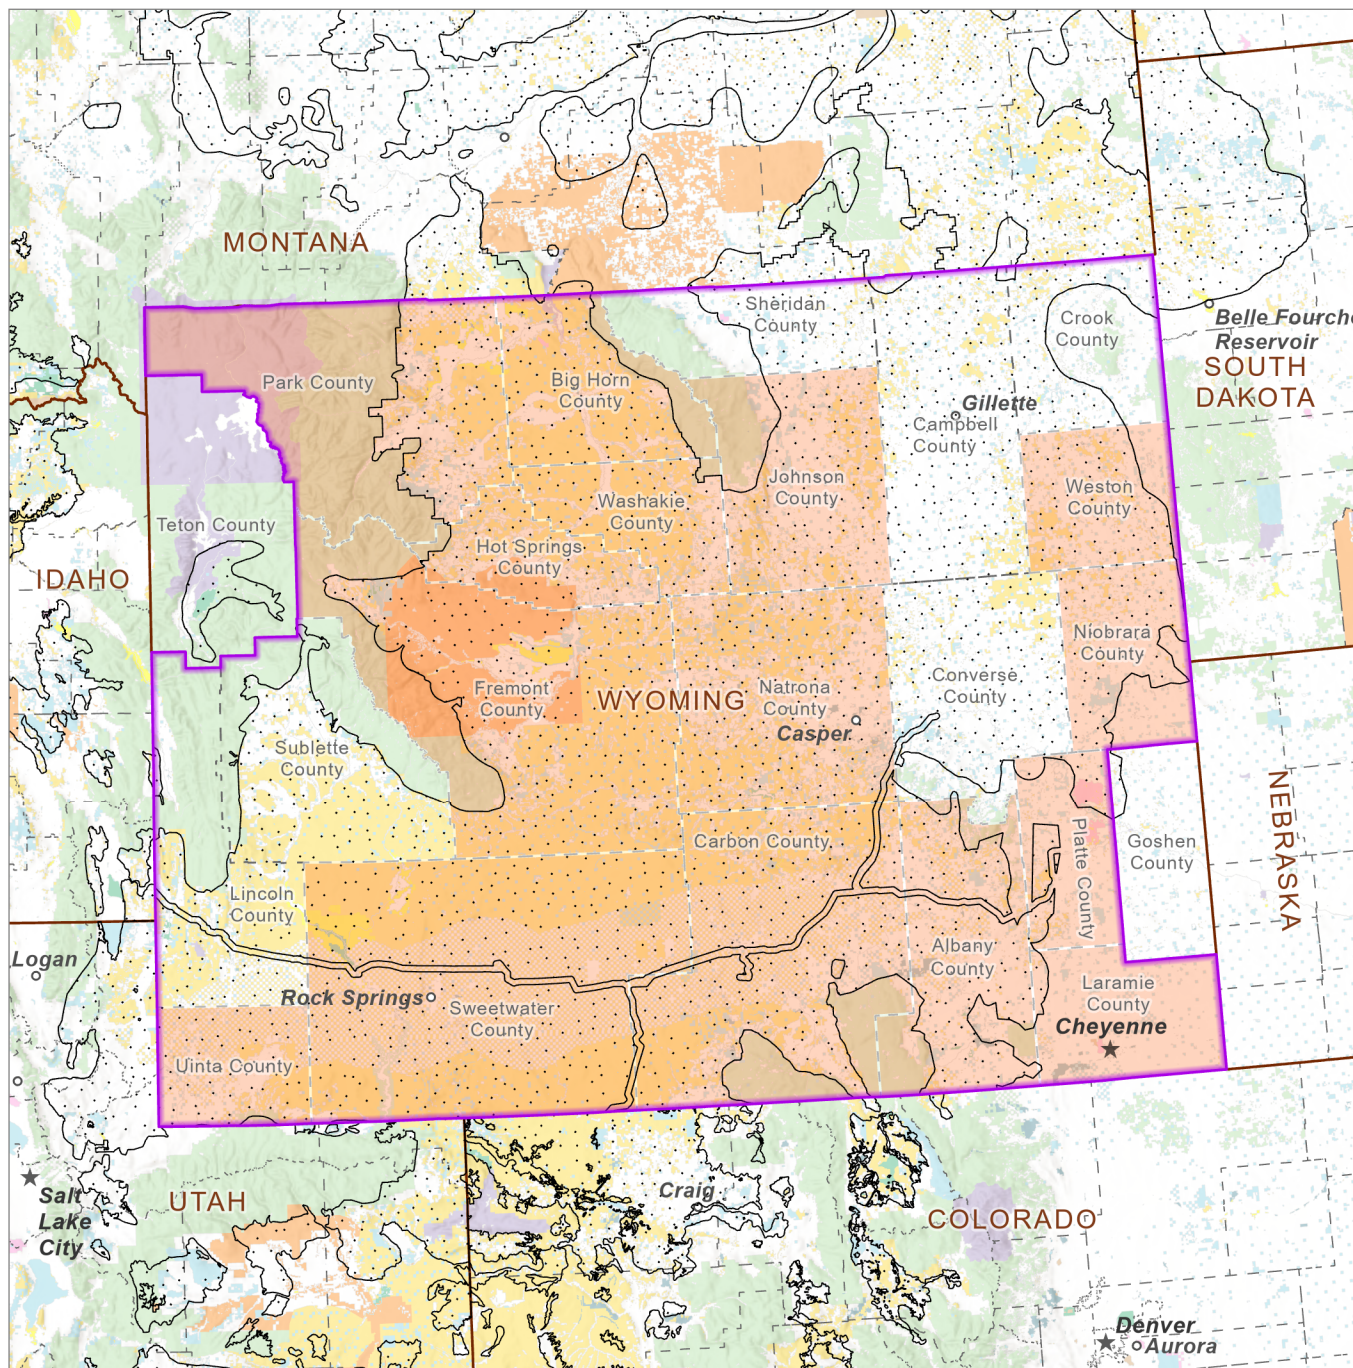 MONTANA
Sheridan
County
Crook
County
Belle Fourche
Reservoir
SOUTH
DAKOTA
Park County
Big Horn
County
Gillette
Campbell
County
Johnson
County
Washakie
County
Weston
County
Teton County
Hot Springs
County
IDAHO
Niobrara
County
Fremont
County
WYOMING
Natrona
County
Casper
Converse
County
Sublette
County
NEBRASKA
Carbon County
Platte County
Goshen
County
Lincoln
County
Albany
County
Logan
Rock Springs
Sweetwater
County
Laramie
County
Cheyenne
Uinta County
Salt
Lake
City
UTAH
Craig
COLORADO
Denver
Aurora